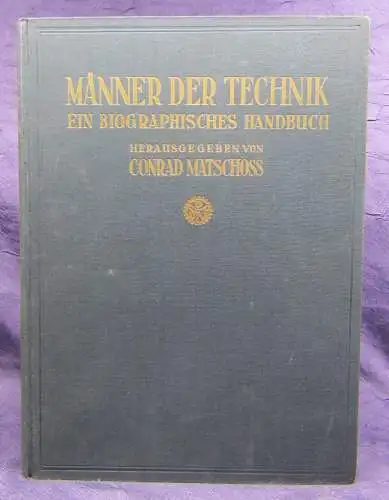 MÄNNER DER TECHNIK
EIN BIOGRAPHISCHES HANDBUCH
HERAUSGEGEBEN VON
CONRAD MATSCHOSS